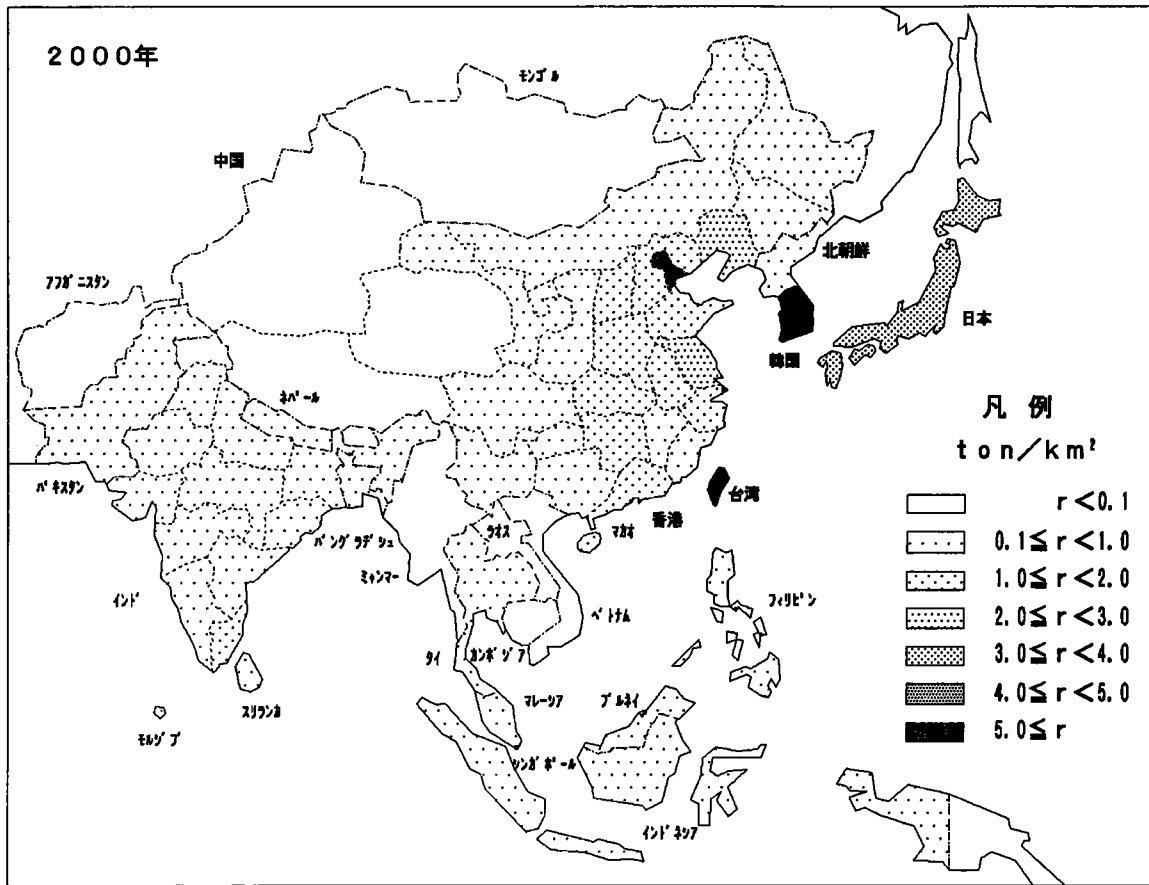 2000年
モンゴル
中国
北朝鮮
アフガニスタン
日本
韓国
ネパール
凡 例
ton/km²
パキスタン
台湾
r<0.1
香港
マカオ
ラオス
0.1≦r<1.0
バングラデシュ
ミャンマー
1.0≦r<2.0
フィリピン
インド
ベトナム
2.0≦r<3.0
タイ
カンボジア
3.0≦r<4.0
マレーシア
ブルネイ
4.0≦r<5.0
スリランカ
モルジブ
5.0≦r
シンガポール
インドネシア